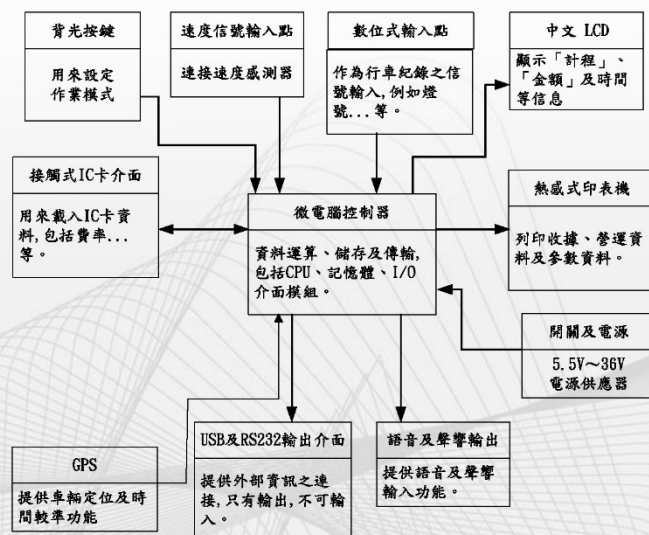 背光按鍵
用來設定
作業模式
速度信號輸入點
連接速度感測器
數位式輸入點
作為行車紀錄之信
號輸入,例如燈
號...等。
中文 LCD
顯示「計程」、
「金額」及時間
等信息
接觸式IC卡介面
用來載入IC卡資
料,包括費率...
等。
微電腦控制器
資料運算、儲存及傳輸,
包括CPU、記憶體、I/O
介面模組。
熱感式印表機
列印收據、營運資
料及參數資料。
開關及電源
5.5V～36V
電源供應器
GPS
提供車輛定位及時
間較準功能
USB及RS232輸出介面
提供外部資訊之連
接,只有輸出,不可輸
入。
語音及聲響輸出
提供語音及聲響
輸入功能。